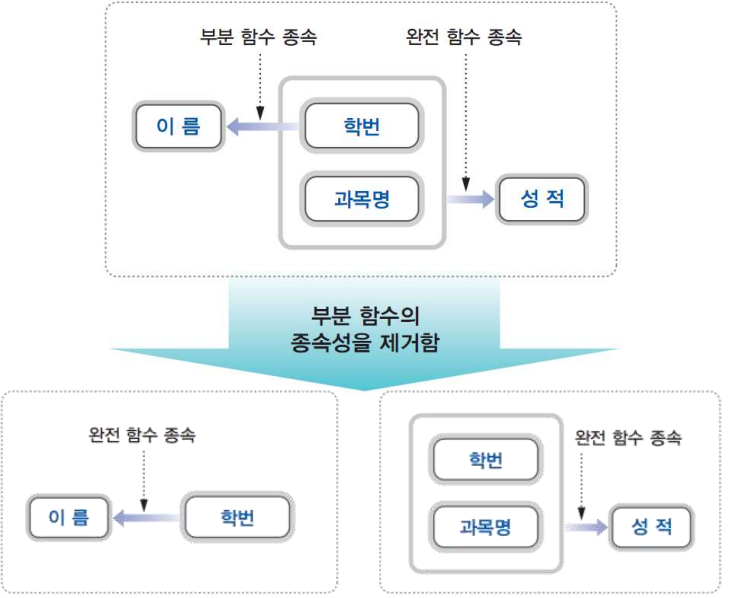 부분 함수 종속
완전 함수 종속
이 름
학번
과목명
성 적
부분 함수의
종속성을 제거함
완전 함수 종속
이 름
학번
완전 함수 종속
학번
과목명
성 적